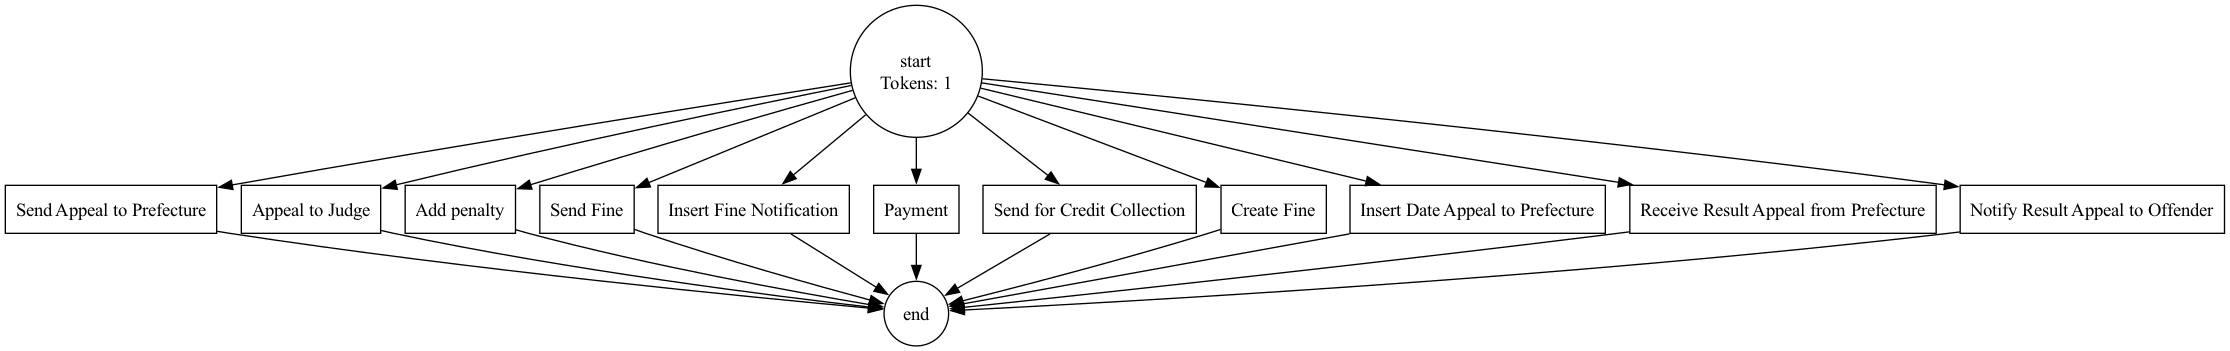 start
Tokens: 1
Send Appeal to Prefecture
Appeal to Judge
Add penalty
Send Fine
Insert Fine Notification
Payment
Send for Credit Collection
Create Fine
Insert Date Appeal to Prefecture
Receive Result Appeal from Prefecture
Notify Result Appeal to Offender
end